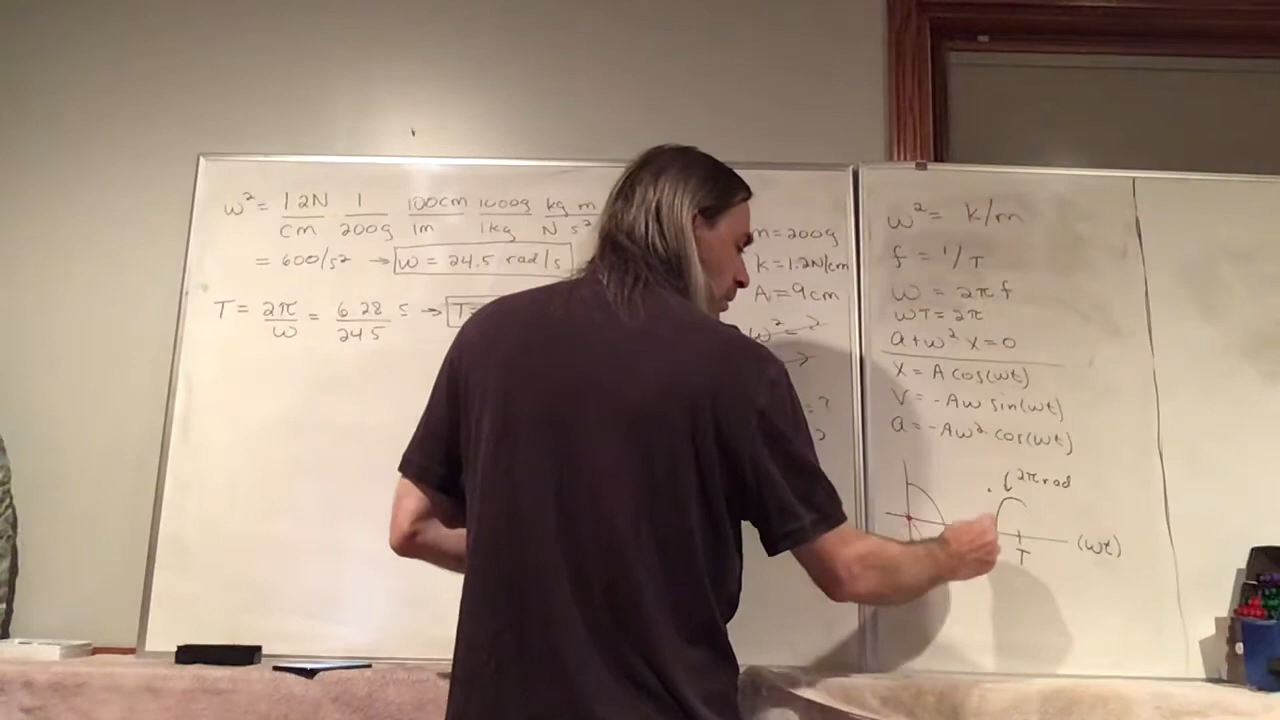 ω² = 1.2N/cm 1/200g 100cm/1m 1000g/1kg kg m/N s²
= 600/s² → ω = 24.5 rad/s
T = 2π/ω = 6.28/24.5 s → T=
m=200g
k=1.2N/cm
A=9cm
ω² = ?
?
= ?
?
ω² = k/m
f = 1/T
ω = 2πf
ωT = 2π
a+ω²x=0
x = A cos(ωt)
v = -Aω sin(ωt)
a = -Aω² cos(ωt)
2π rad
(ωt)
T